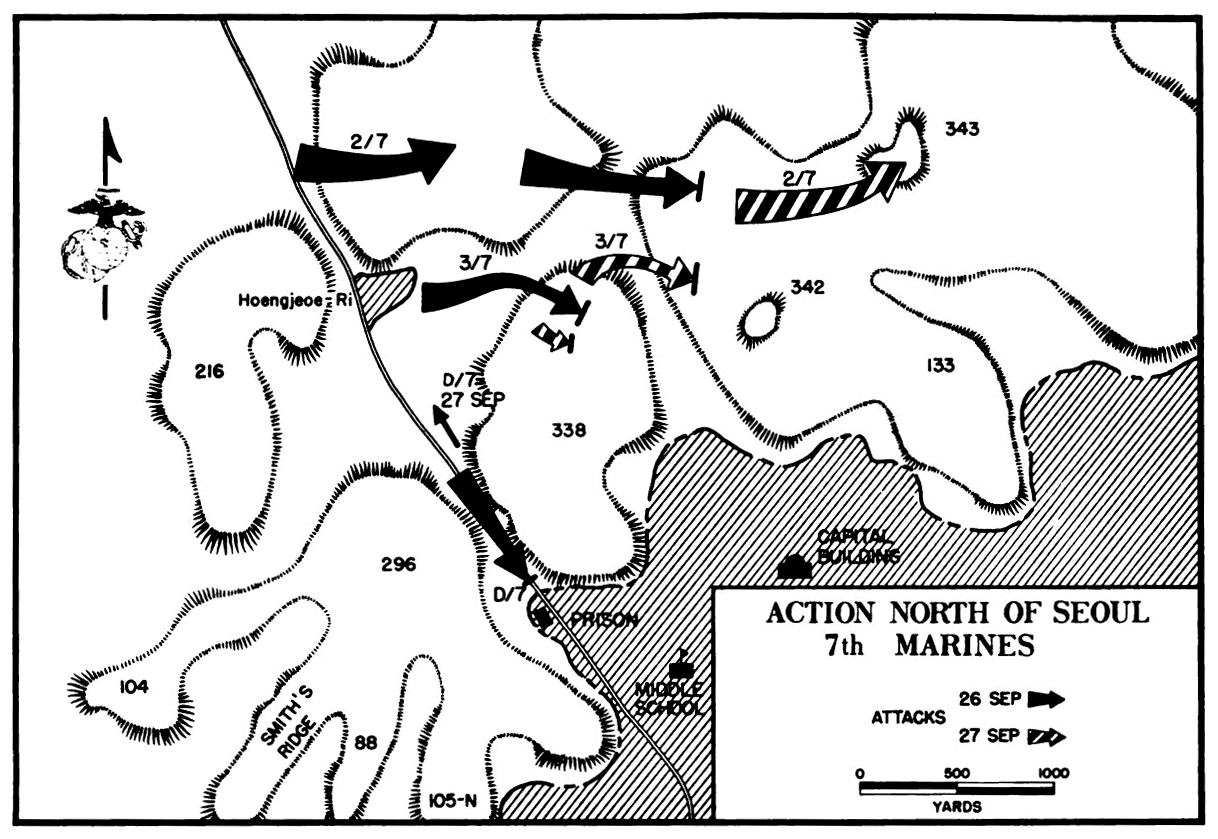 343
2/7
2/7
3/7
3/7
Hoengjeoe-Ri
342
216
133
D/7
27 SEP
338
CAPITAL
BUILDING
296
D/7
PRISON
104
MIDDLE
SCHOOL
SMITH'S
RIDGE
88
105-N
ACTION NORTH OF SEOUL
7th MARINES
ATTACKS
26 SEP
27 SEP
0 500 1000
YARDS